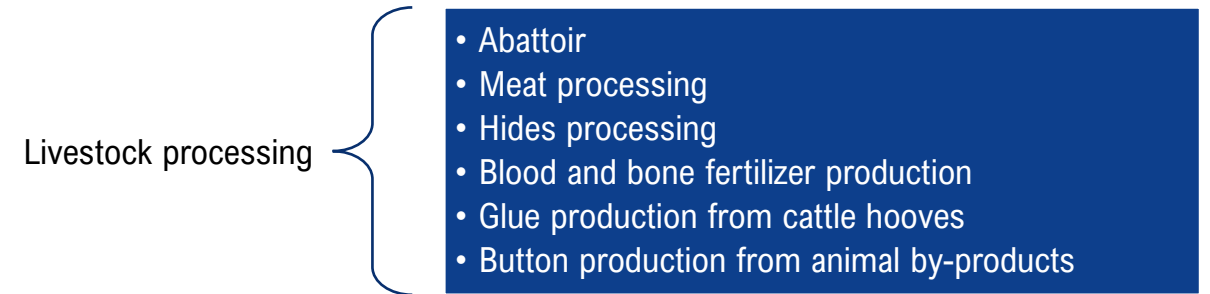 Livestock processing
• Abattoir
• Meat processing
• Hides processing
• Blood and bone fertilizer production
• Glue production from cattle hooves
• Button production from animal by-products